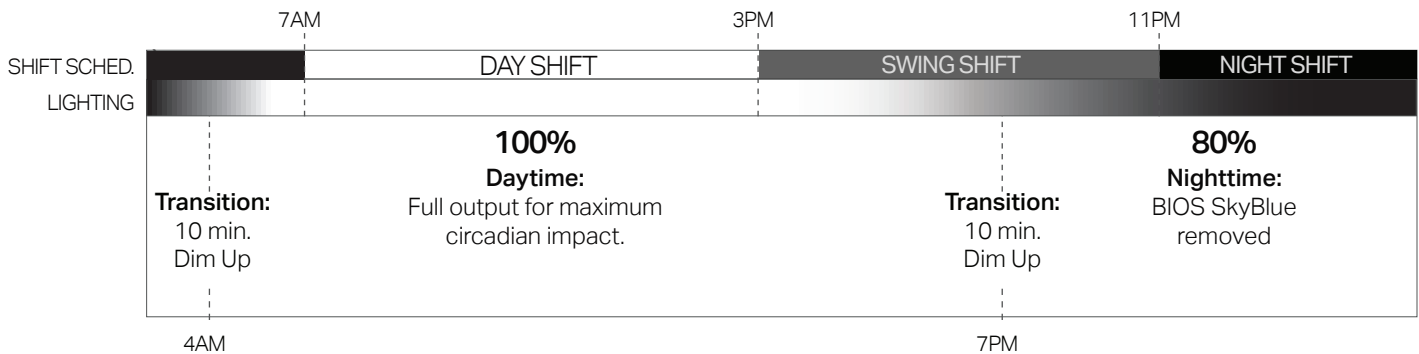 7AM 3PM 11PM
SHIFT SCHED. DAY SHIFT SWING SHIFT NIGHT SHIFT
LIGHTING
100%
Daytime:
Full output for maximum
circadian impact.
80%
Nighttime:
BIOS SkyBlue
removed
Transition:
10 min.
Dim Up
Transition:
10 min.
Dim Up
4AM 7PM